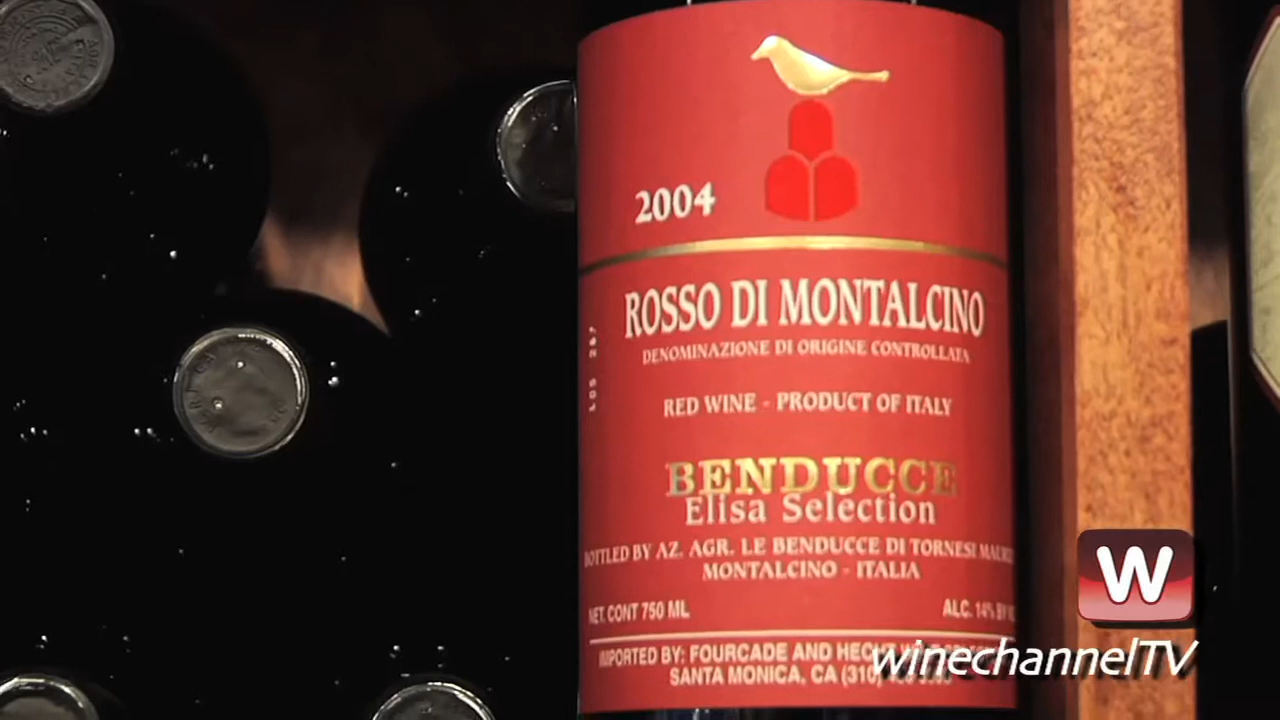 2004
ROSSO DI MONTALCINO
DENOMINAZIONE DI ORIGINE CONTROLLATA
RED WINE - PRODUCT OF ITALY
BENDUCCE
Elisa Selection
BOTTLED BY AZ. AGR. LE BENDUCCE DI TORNESI
MONTALCINO - ITALIA
NET. CONT 750 ML
ALC. 14% BY
IMPORTED BY: FOURCADE AND HECHT
SANTA MONICA, CA (310)
W
winechannelTV